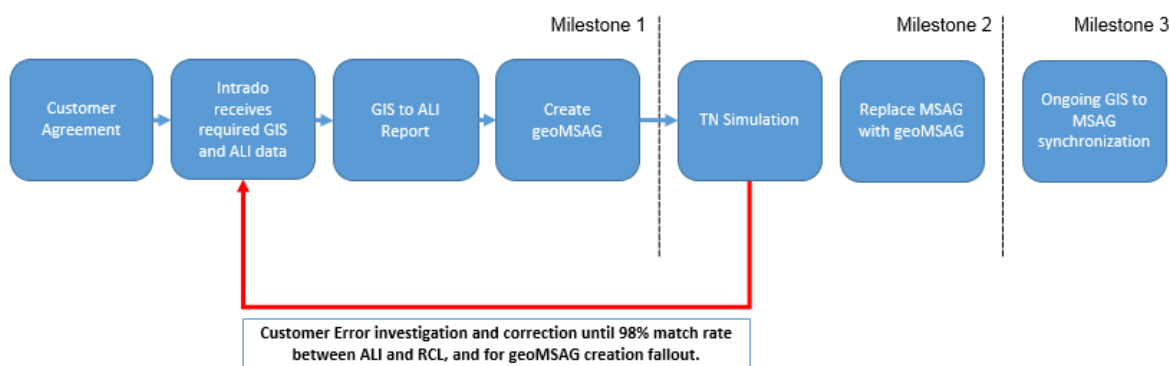 Milestone 1
Milestone 2
Milestone 3
Customer
Agreement
Intrado
receives
required GIS
and ALI data
GIS to ALI
Report
Create
geoMSAG
TN Simulation
Replace MSAG
with geoMSAG
Ongoing GIS to
MSAG
synchronization
Customer Error investigation and correction until 98% match rate
between ALI and RCL, and for geoMSAG creation fallout.